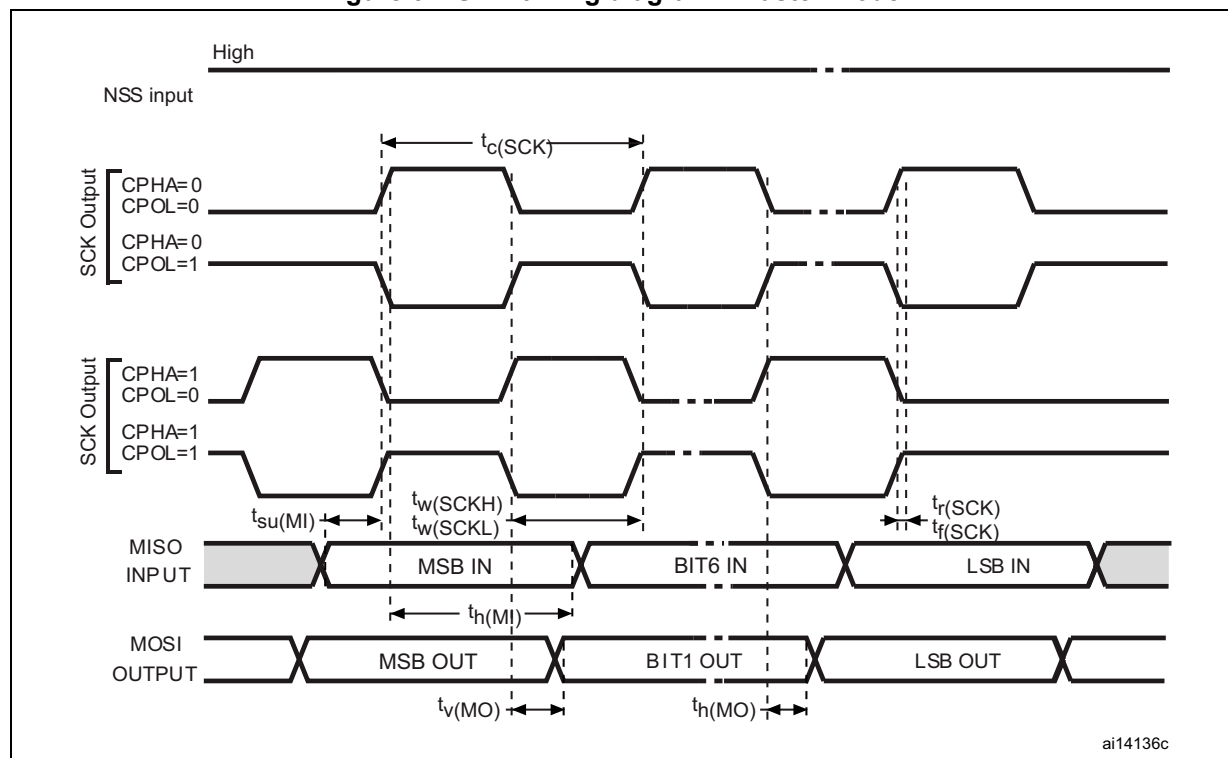 High
NSS input
tc(SCK)
SCK Output
CPHA=0
CPOL=0
CPHA=0
CPOL=1
SCK Output
CPHA=1
CPOL=0
CPHA=1
CPOL=1
tsu(MI)
tw(SCKH)
tw(SCKL)
tr(SCK)
tf(SCK)
MISO
INPUT
MSB IN
BIT6 IN
LSB IN
th(MI)
MOSI
OUTPUT
MSB OUT
BIT1 OUT
LSB OUT
tv(MO)
th(MO)
ai14136c